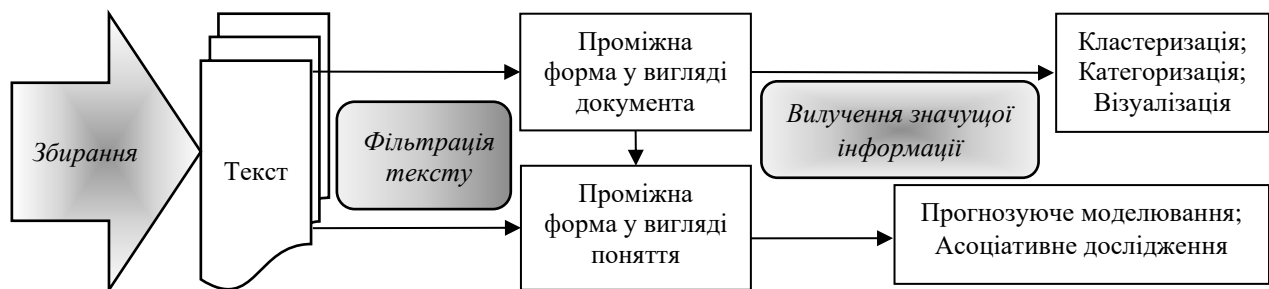 Збирання
Текст
Фільтрація
тексту
Проміжна
форма у вигляді
документа
Проміжна
форма у вигляді
поняття
Вилучення значущої
інформації
Кластеризація;
Категоризація;
Візуалізація
Прогнозуюче моделювання;
Асоціативне дослідження